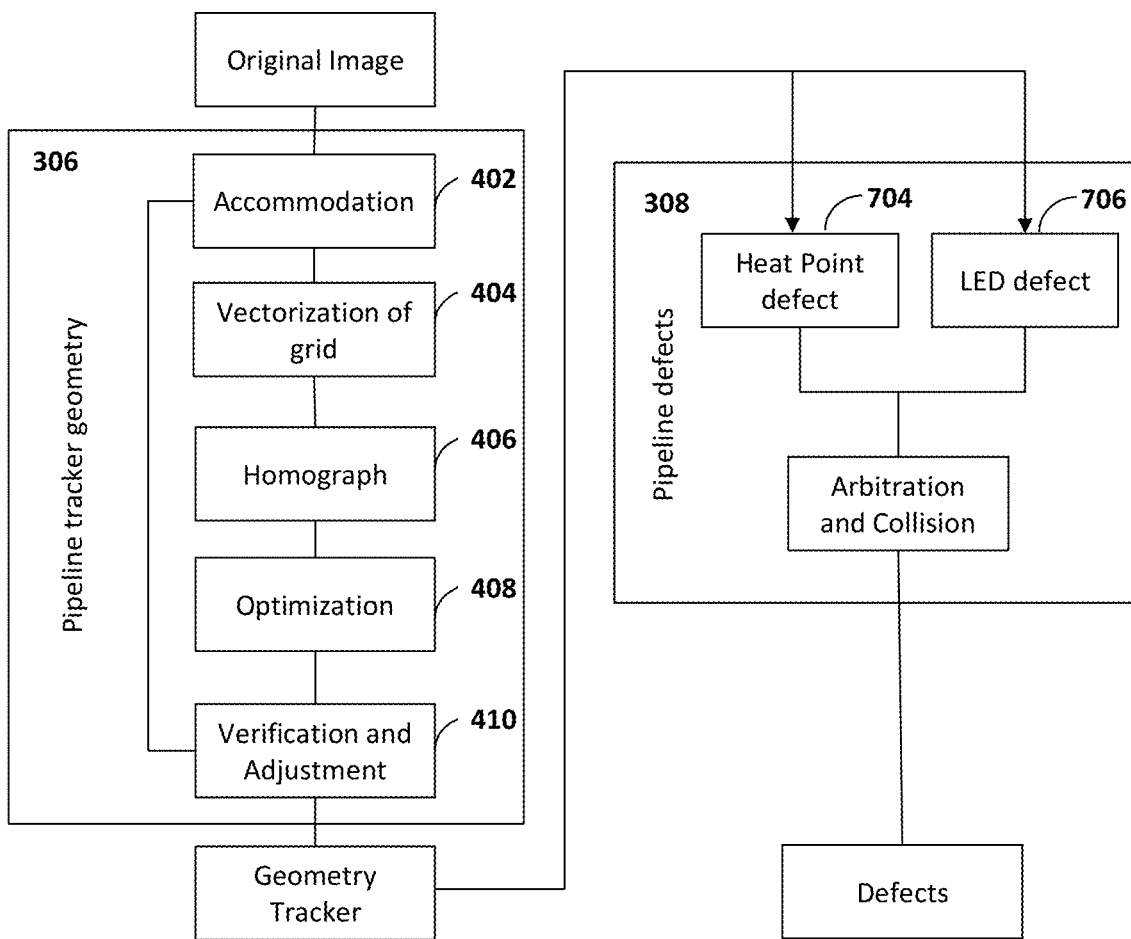 Original Image
306
Accommodation
402
Vectorization of
grid
404
Homograph
406
Optimization
408
Verification and
Adjustment
410
Pipeline tracker geometry
Geometry
Tracker
308
Heat Point
defect
704
LED defect
706
Pipeline defects
Arbitration
and Collision
Defects